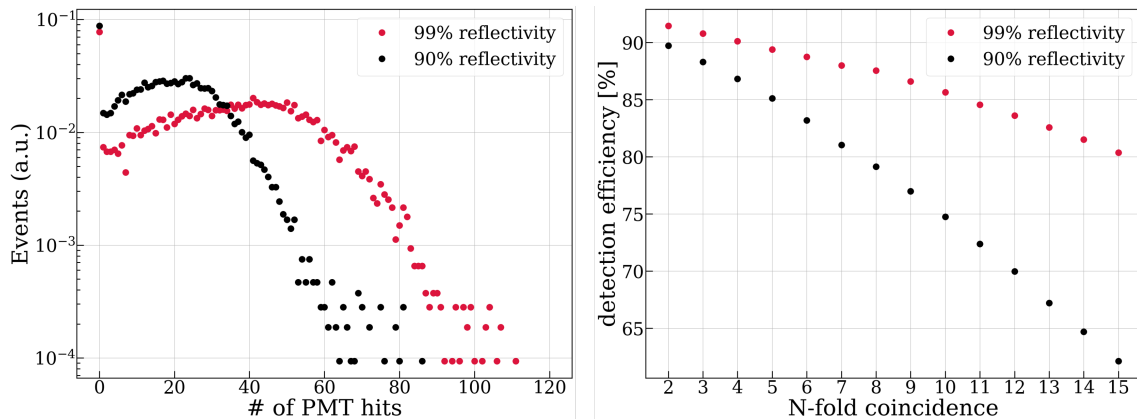 99% reflectivity
90% reflectivity
Events (a.u.)
10⁻¹
10⁻²
10⁻³
10⁻⁴
0 20 40 60 80 100 120
# of PMT hits
99% reflectivity
90% reflectivity
detection efficiency [%]
90
85
80
75
70
65
2 3 4 5 6 7 8 9 10 11 12 13 14 15
N-fold coincidence